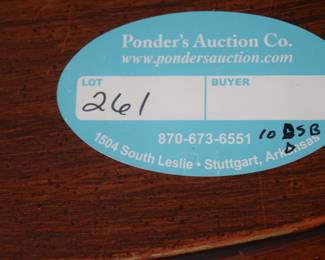 Ponder's Auction Co.
www.pondersauction.com
LOT BUYER
261
870-673-6551
1504 South Leslie • Stuttgart, Arkansas